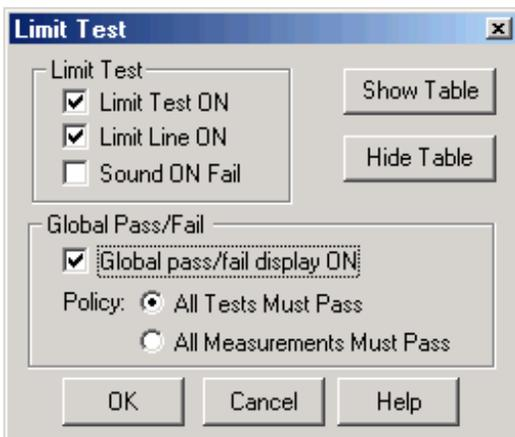 Limit Test
Limit Test
Limit Test ON
Limit Line ON
Sound ON Fail
Show Table
Hide Table
Global Pass/Fail
Global pass/fail display ON
Policy: All Tests Must Pass
All Measurements Must Pass
OK Cancel Help